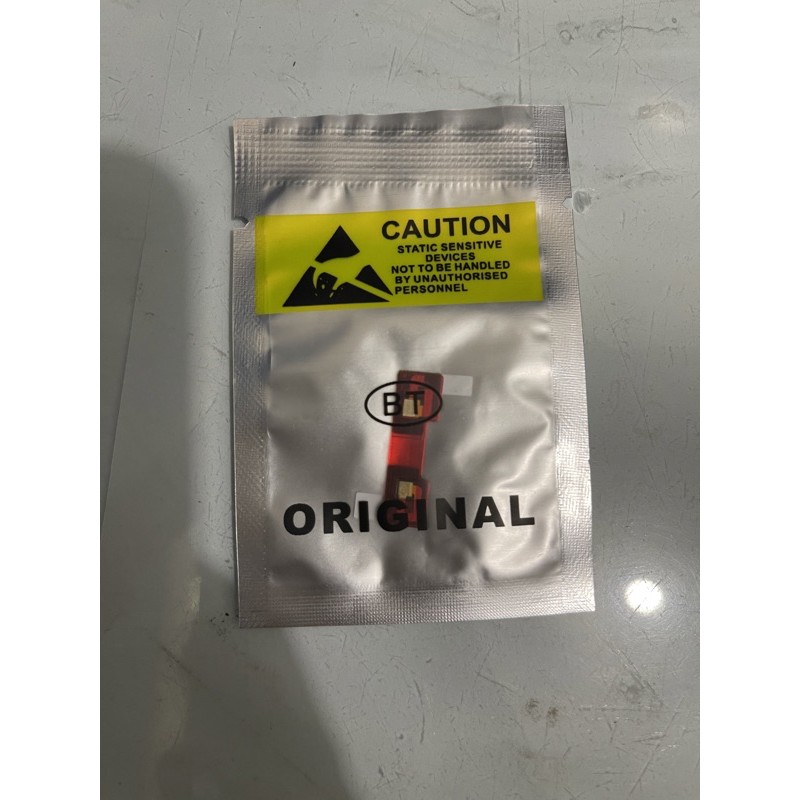 CAUTION
STATIC SENSITIVE
DEVICES
NOT TO BE HANDLED
BY UNAUTHORISED
PERSONNEL
BT
ORIGINAL